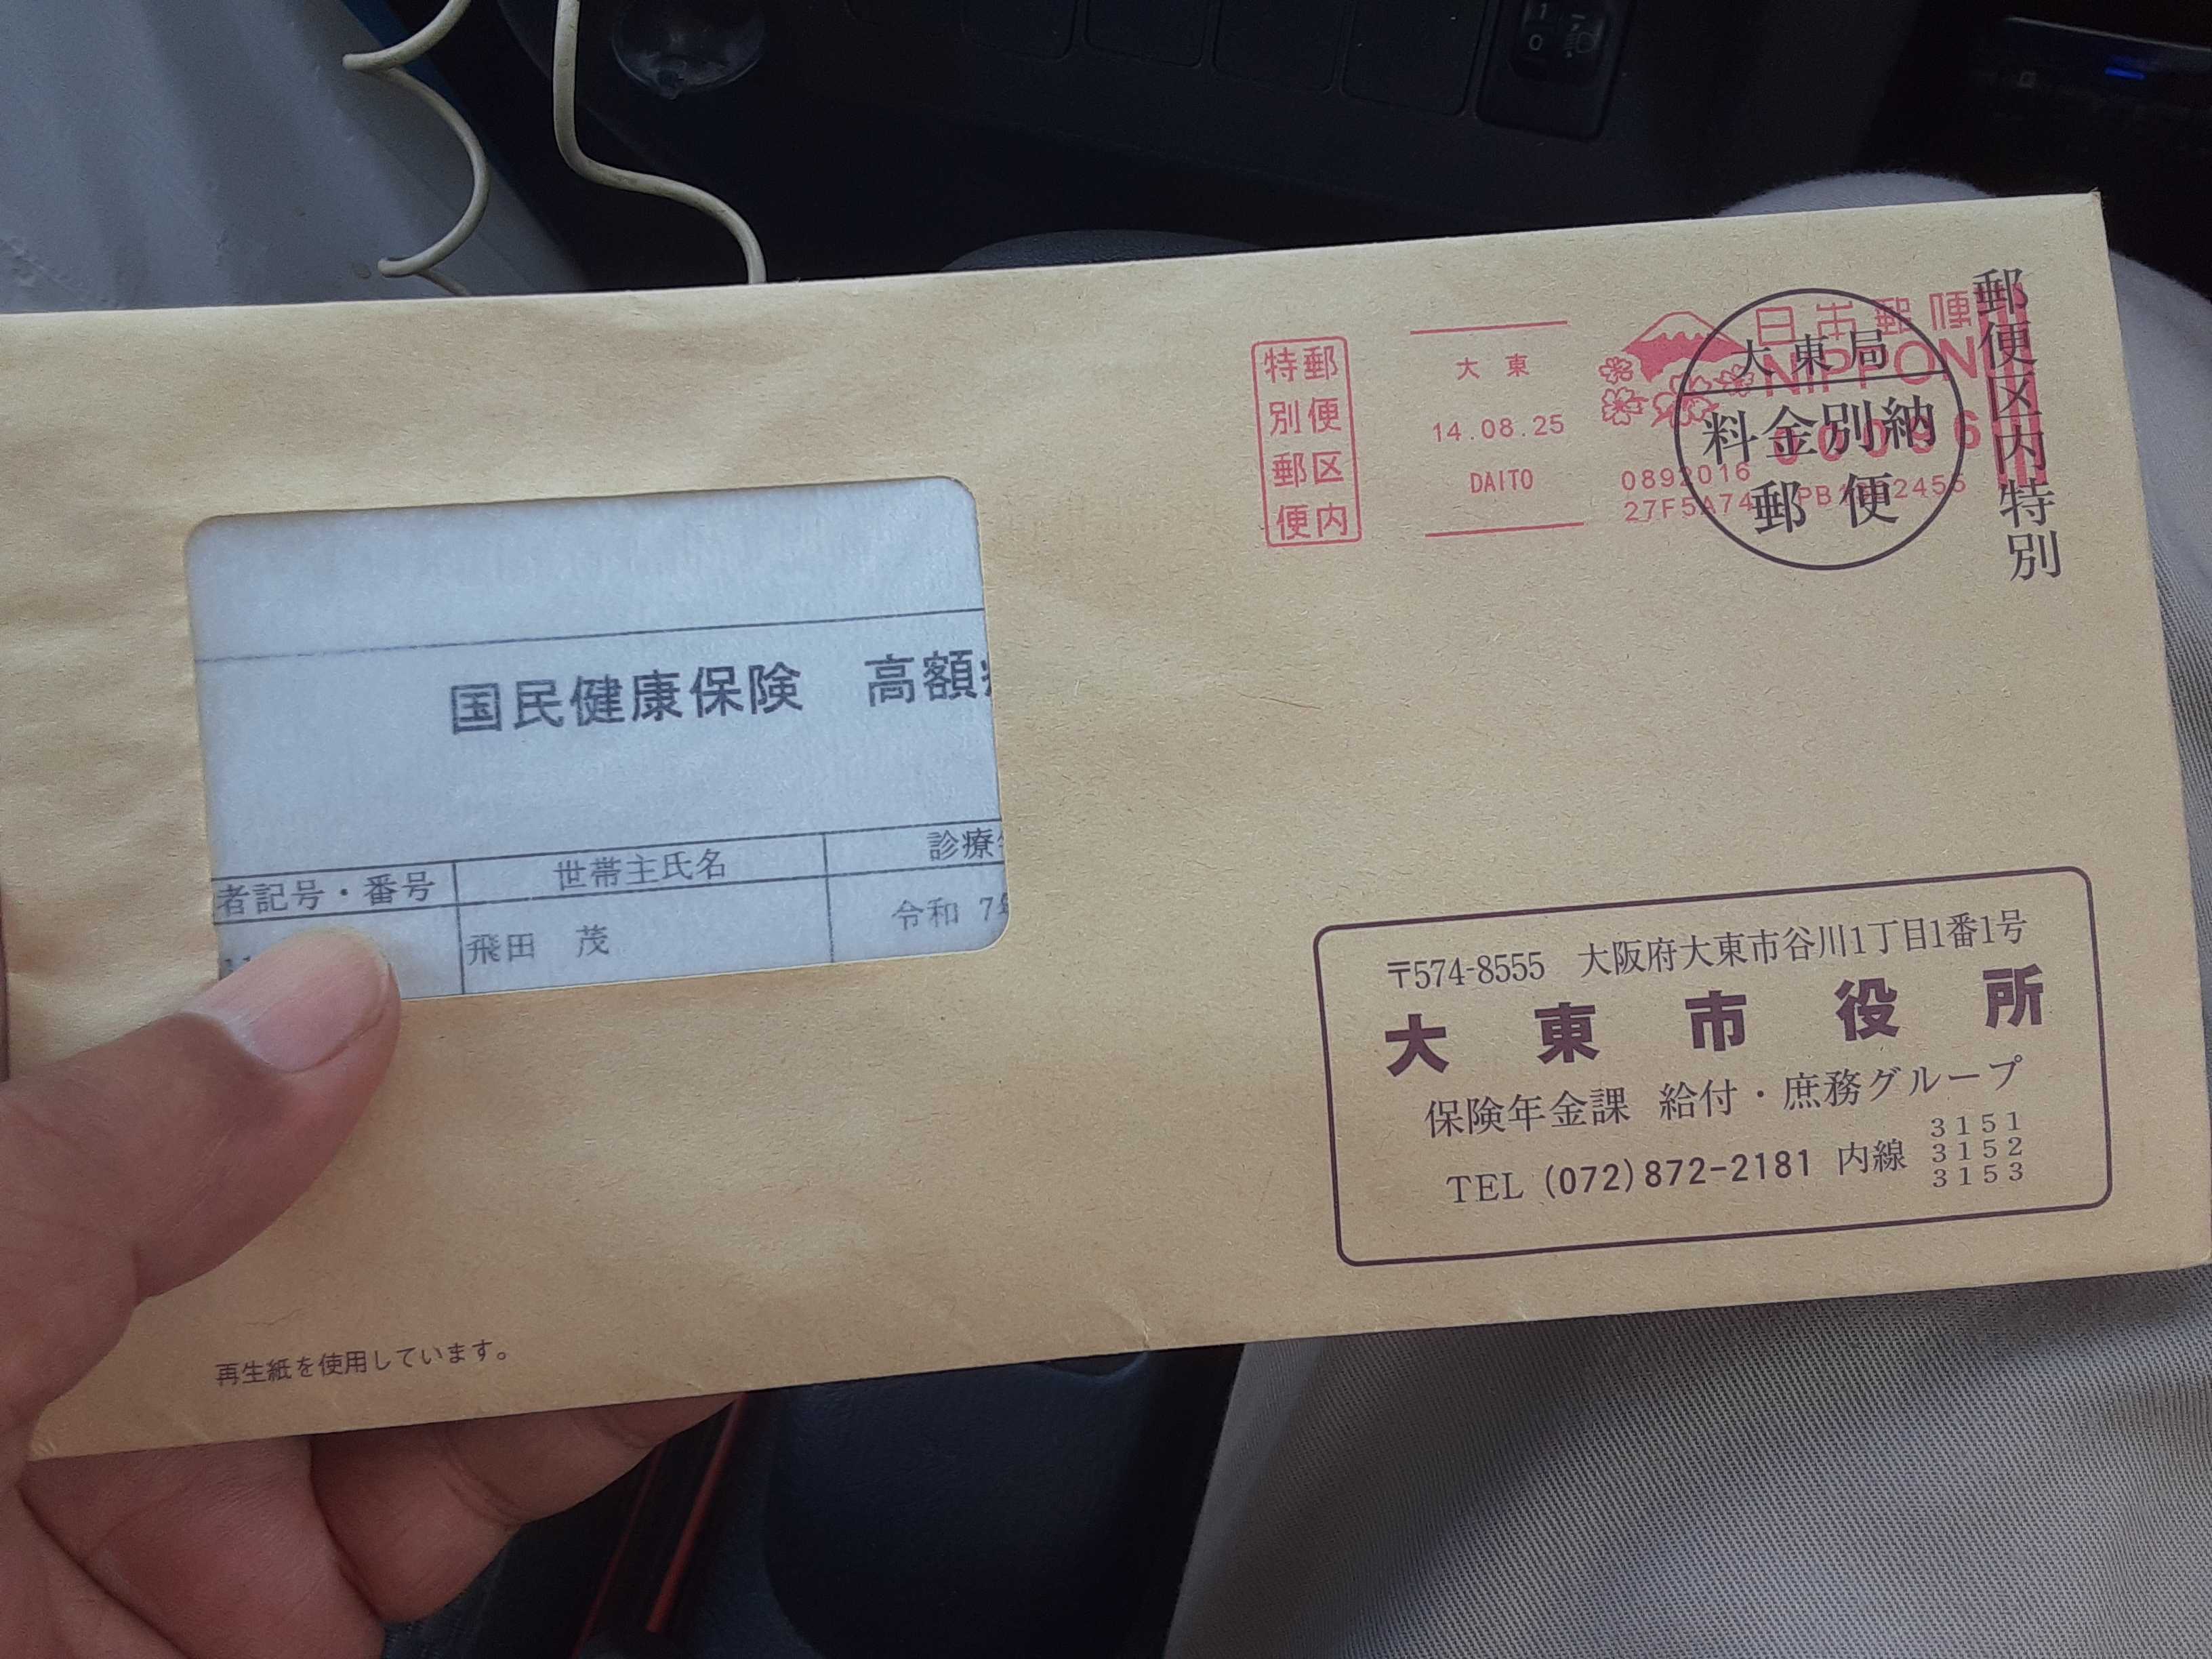 郵便区内特別
特別郵便
郵便区内
大東
14.08.25
DAITO
日本郵便
NIPPON
0892016
27F5A74
大東局
料金別納
郵便
国民健康保険 高額
者記号・番号 世帯主氏名 診療
飛田 茂 令和 7
〒574-8555 大阪府大東市谷川1丁目1番1号
大東市役所
保険年金課 給付・庶務グループ
TEL (072)872-2181 内線 3151
3152
3153
再生紙を使用しています。